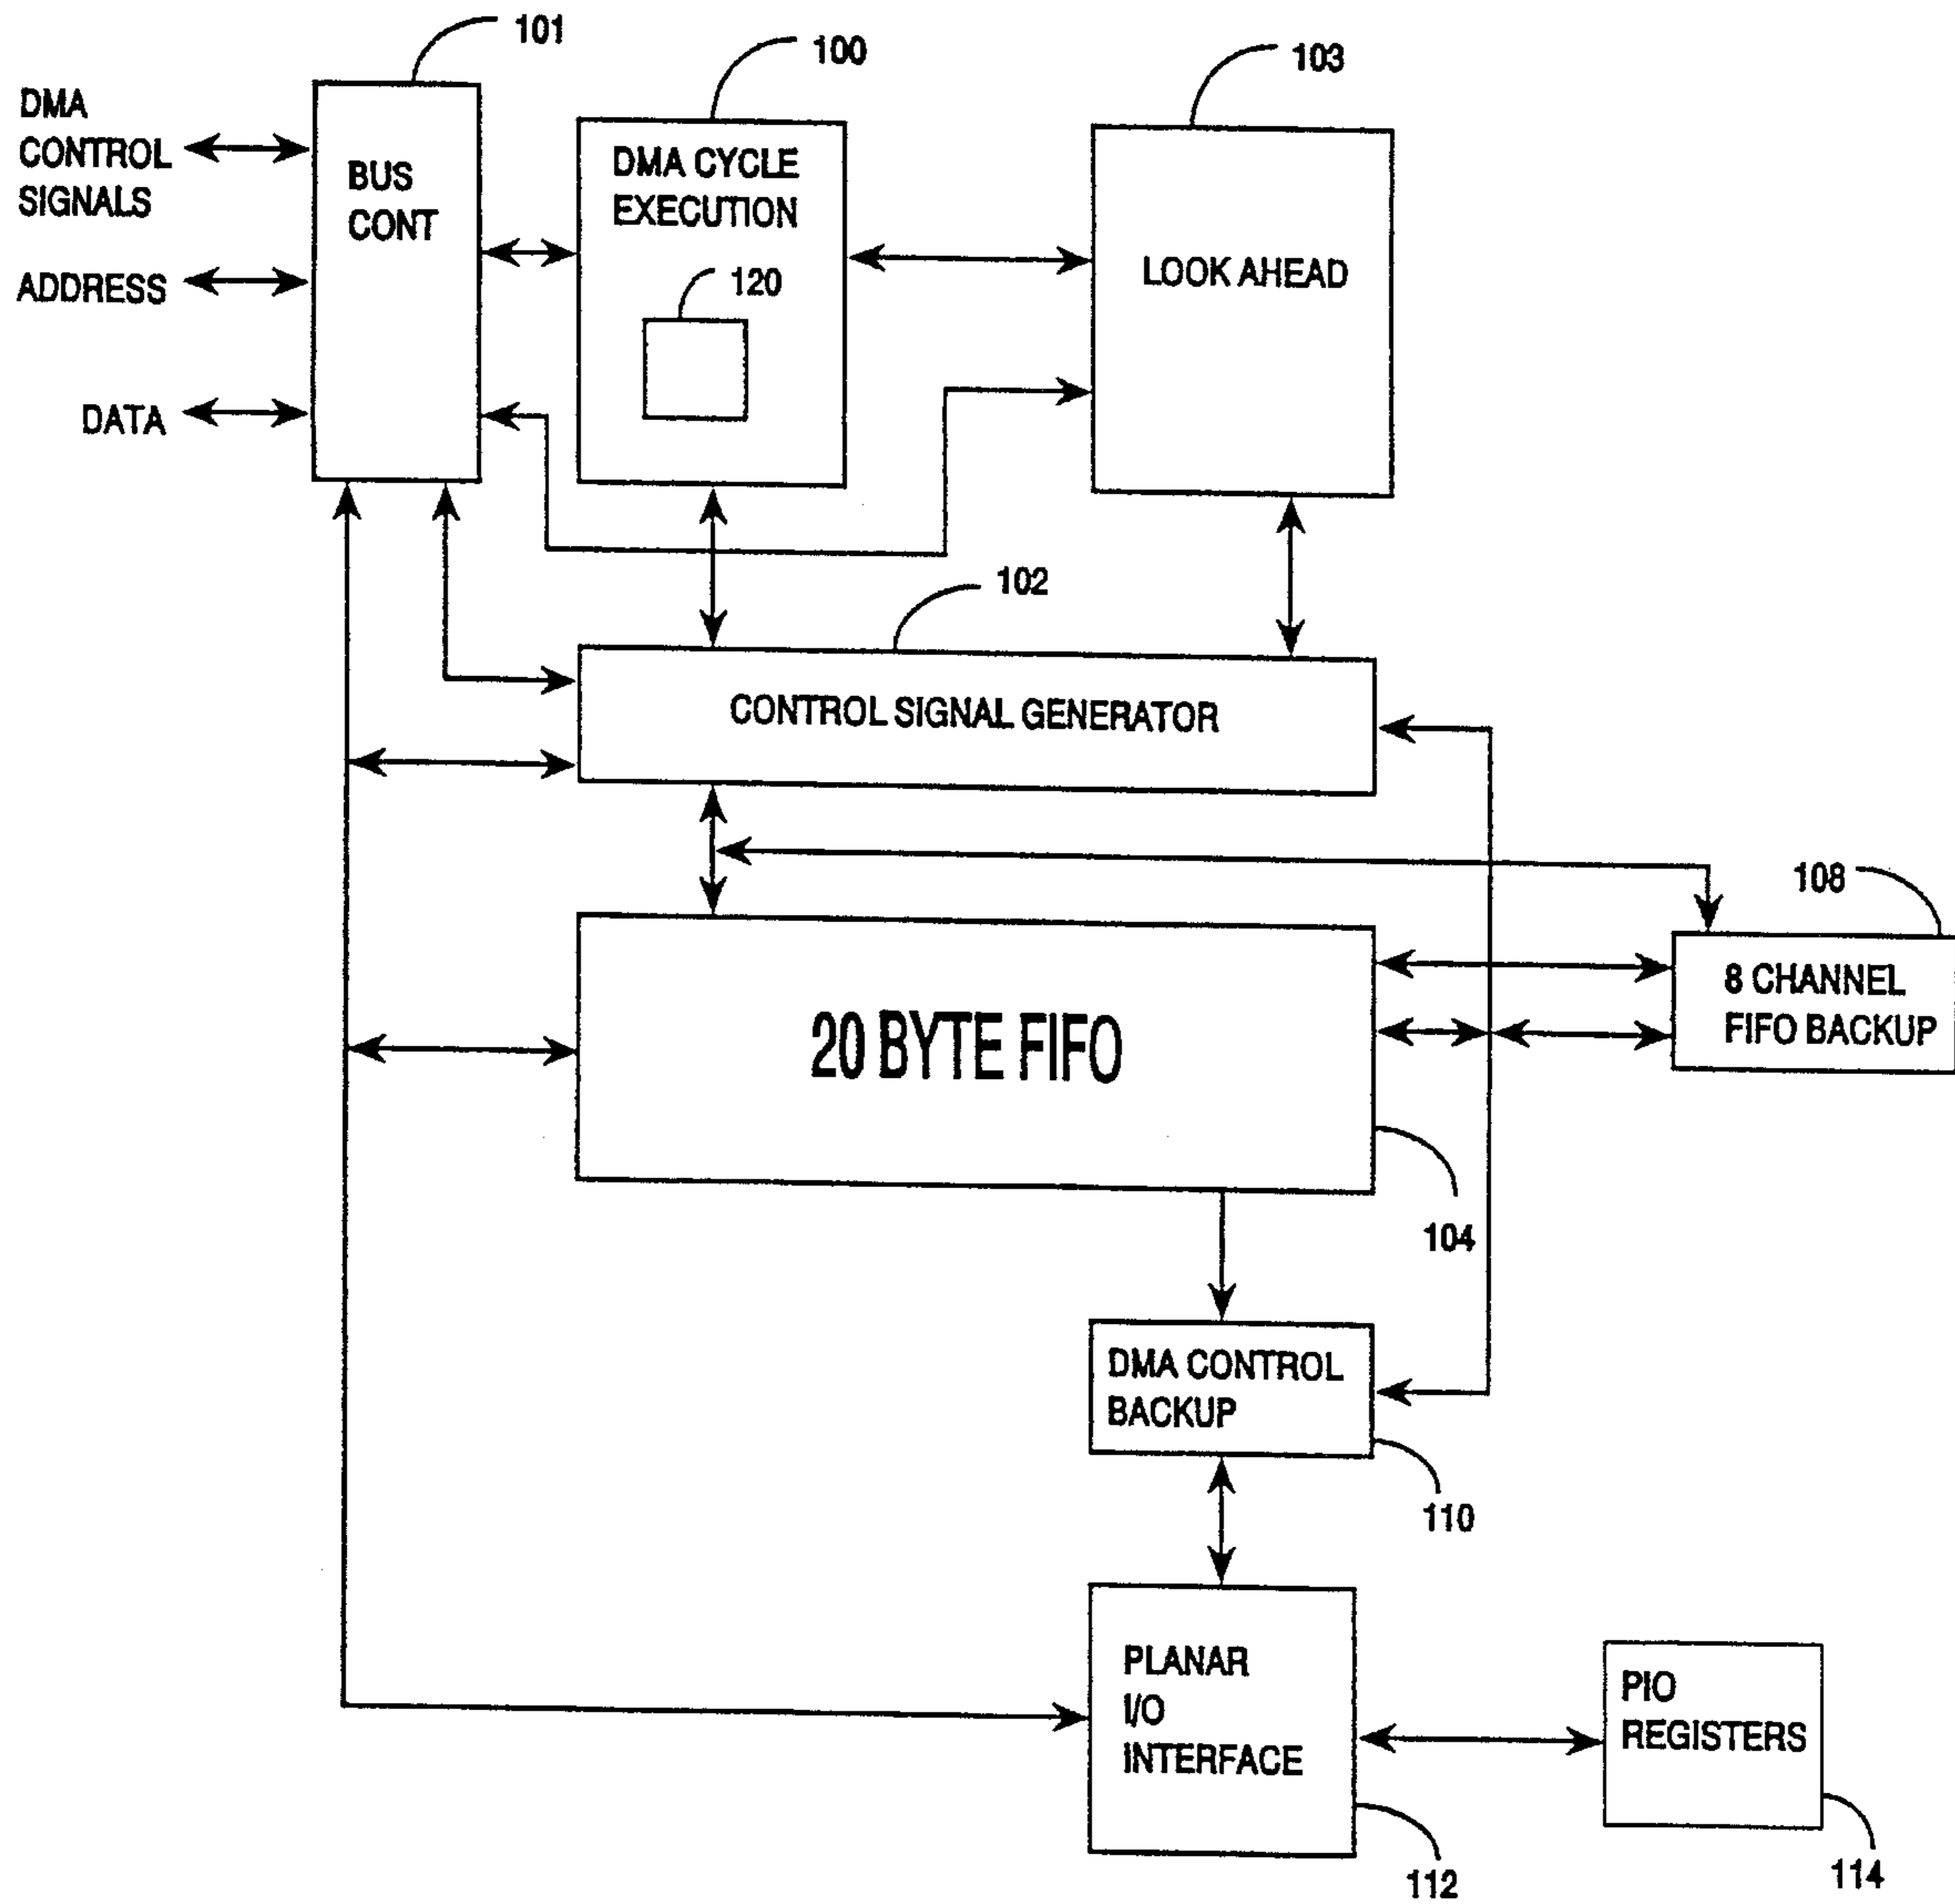 101
100
103
DMA
CONTROL
SIGNALS
BUS
CONT
DMA CYCLE
EXECUTION
LOOK AHEAD
120
ADDRESS
DATA
102
CONTROL SIGNAL GENERATOR
108
8 CHANNEL
FIFO BACKUP
20 BYTE FIFO
104
DMA CONTROL
BACKUP
110
PLANAR
I/O
INTERFACE
PIO
REGISTERS
112
114